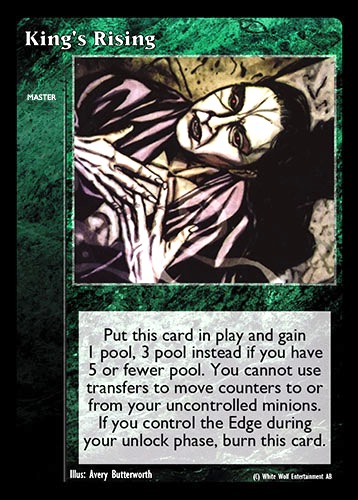 King's Rising
MASTER
Put this card in play and gain
1 pool, 3 pool instead if you have
5 or fewer pool. You cannot use
transfers to move counters to or
from your uncontrolled minions.
If you control the Edge during
your unlock phase, burn this card.
Illus: Avery Butterworth
(C) White Wolf Entertainment AB